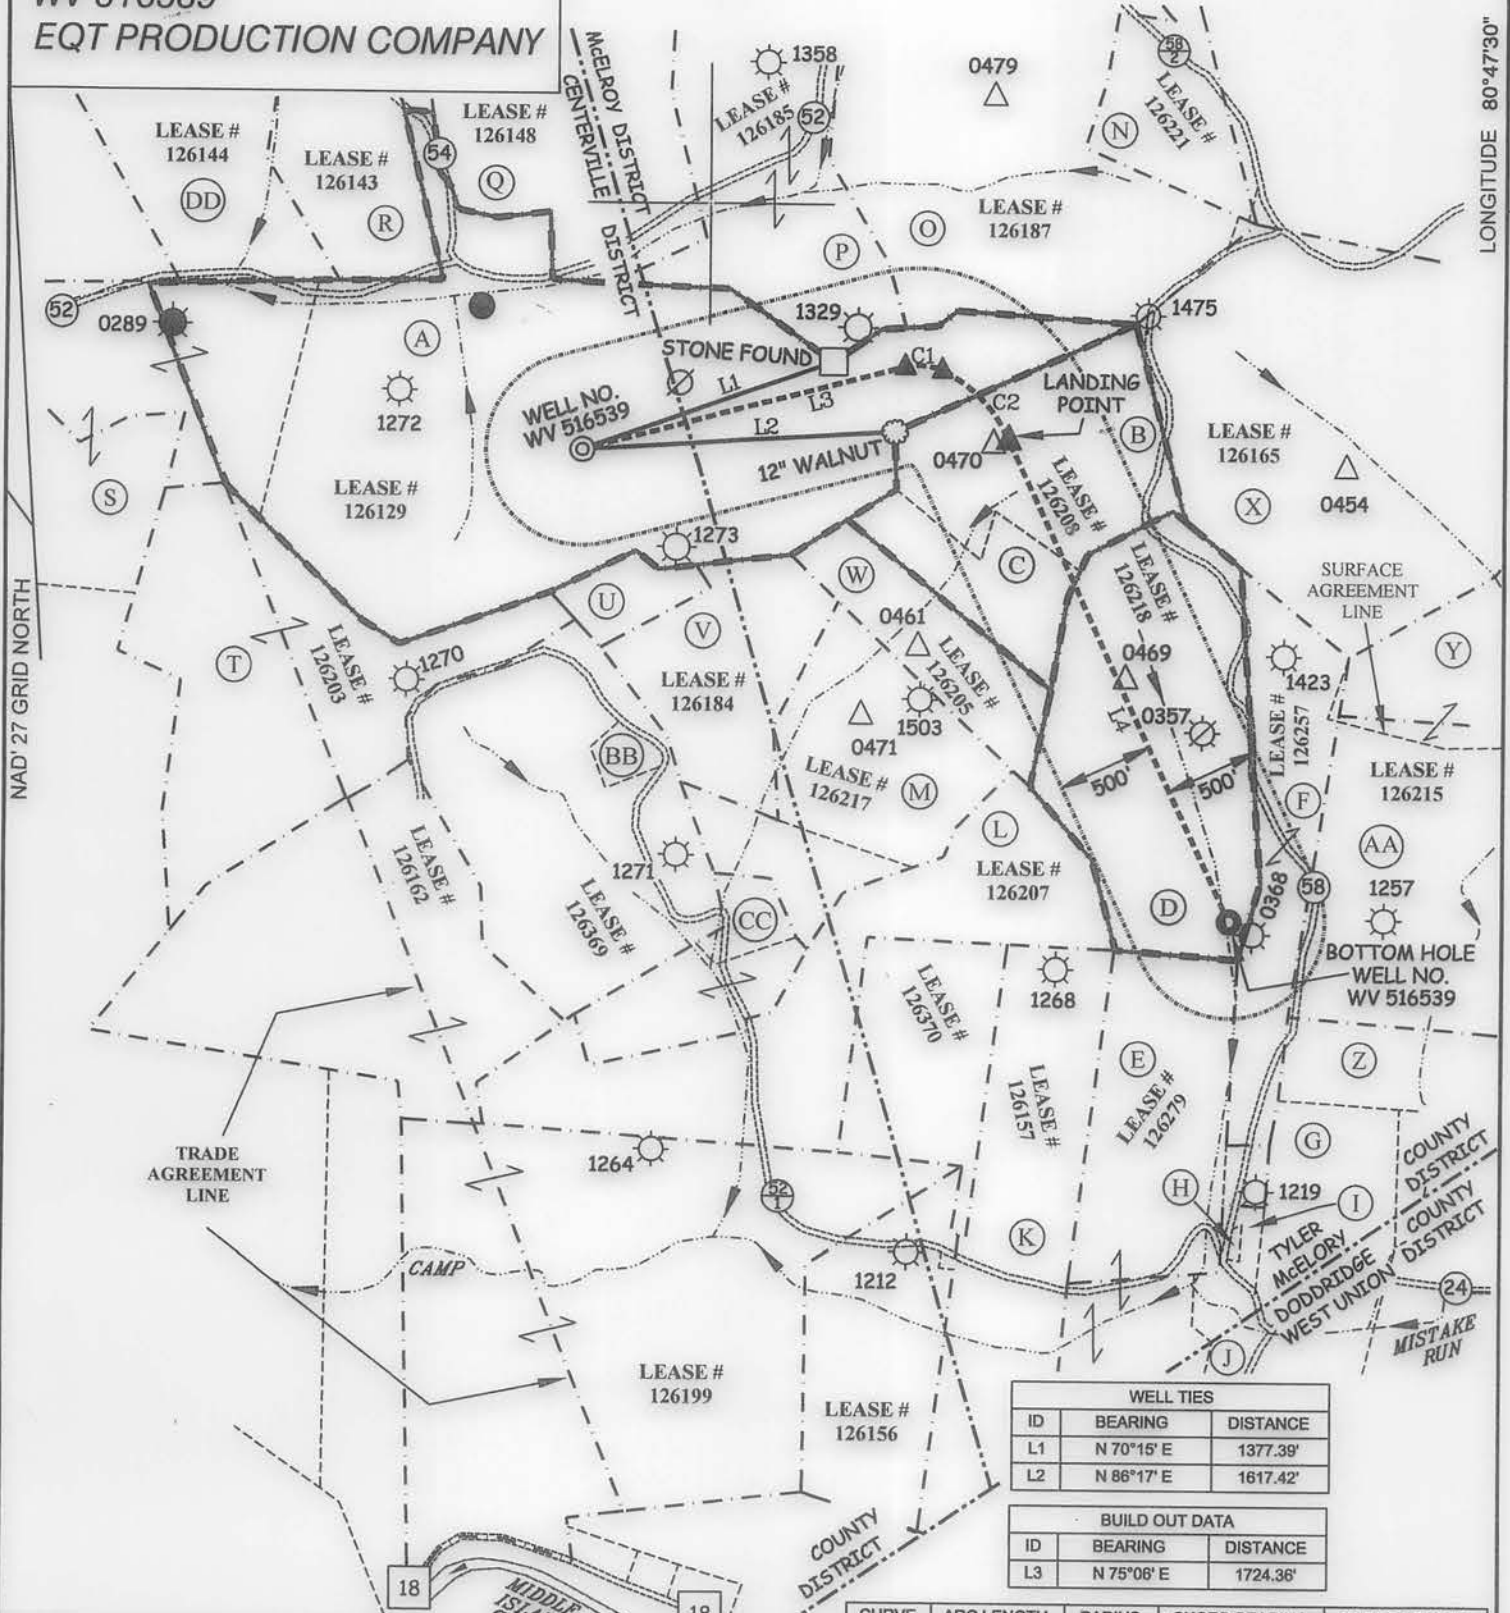 EQT PRODUCTION COMPANY
LONGITUDE 80°47'30"
NAD' 27 GRID NORTH
McELROY DISTRICT
CENTERVILLE DISTRICT
1358
0479
58
2
LEASE #
126144
DD
LEASE #
126143
R
54
LEASE #
126148
Q
LEASE #
126185
52
N
LEASE #
126221
LEASE #
126187
O
P
52
0289
A
1329
1475
STONE FOUND
C1
L1
L3
C2
LANDING
POINT
WELL NO.
WV 516539
L2
1272
12" WALNUT
0470
B
LEASE #
126165
0454
X
S
LEASE #
126129
LEASE #
126208
1273
C
LEASE #
126218
W
U
V
0461
SURFACE
AGREEMENT
LINE
T
LEASE #
126203
1270
LEASE #
126184
LEASE #
126205
0469
1423
Y
1503
0471
L4
0357
LEASE #
126257
BB
LEASE #
126217
M
500'
500'
LEASE #
126215
F
L
LEASE #
126207
AA
LEASE #
126162
1271
LEASE #
126369
CC
D
0368
58
1257
BOTTOM HOLE
WELL NO.
WV 516539
LEASE #
126370
1268
E
LEASE #
126157
LEASE #
126279
Z
G
TRADE
AGREEMENT
LINE
1264
52
1
H
1219
I
K
COUNTY
DISTRICT
TYLER
McELORY
COUNTY
DISTRICT
DODDRIDGE
WEST UNION
CAMP
1212
24
MISTAKE
RUN
J
LEASE #
126199
LEASE #
126156
WELL TIES
ID BEARING DISTANCE
L1 N 70°15' E 1377.39'
L2 N 86°17' E 1617.42'
BUILD OUT DATA
ID BEARING DISTANCE
L3 N 75°06' E 1724.36'
COUNTY
DISTRICT
18
MIDDLE
18